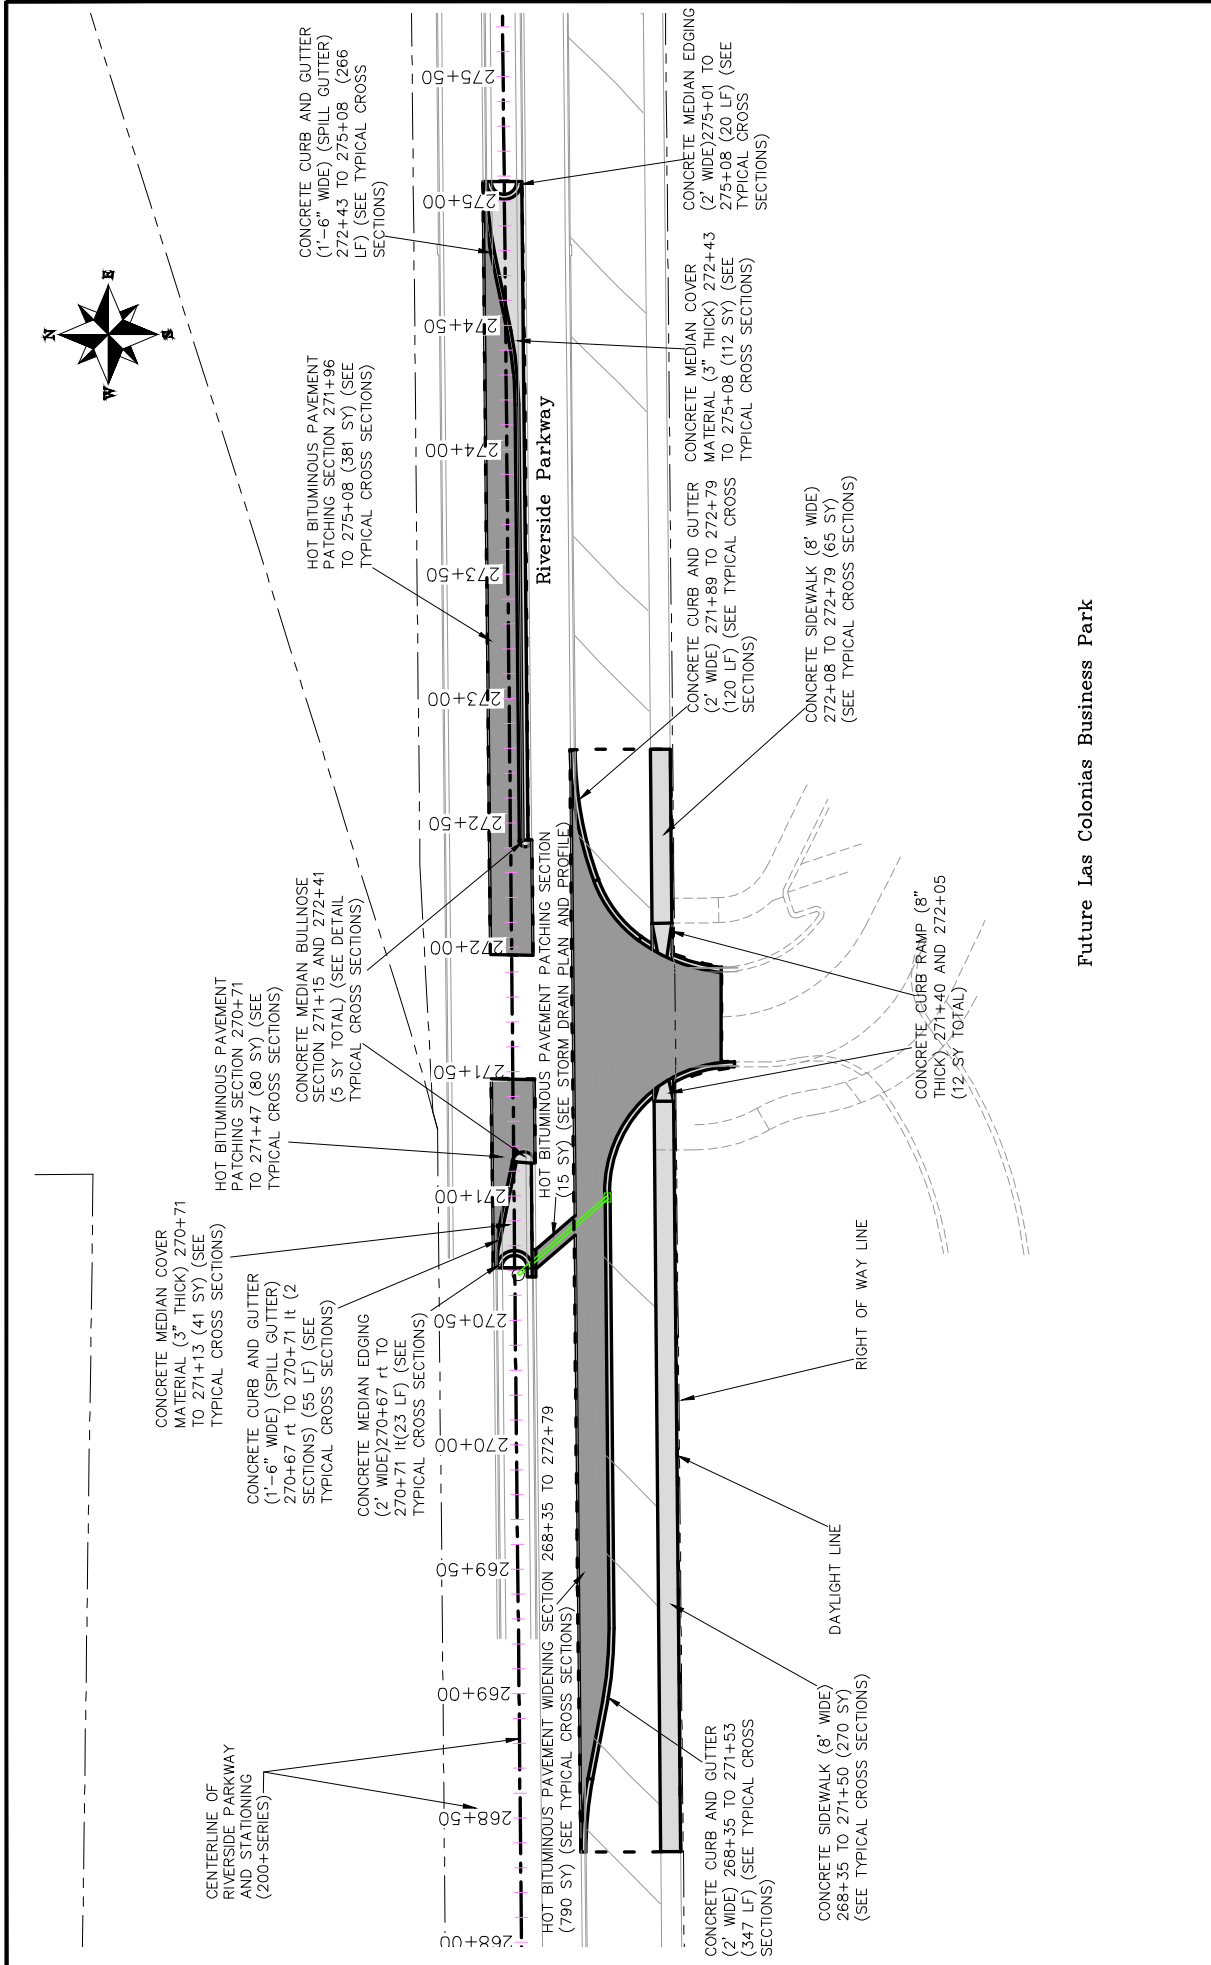 CENTERLINE OF
RIVERSIDE PARKWAY
AND STATIONING
(200+SERIES)
CONCRETE MEDIAN COVER
MATERIAL (3" THICK) 270+71
TO 271+13 (41 SY) (SEE
TYPICAL CROSS SECTIONS)
CONCRETE CURB AND GUTTER
(1'-6" WIDE) (SPILL GUTTER)
270+67 rt TO 270+71 lt (2
SECTIONS) (55 LF) (SEE
TYPICAL CROSS SECTIONS)
CONCRETE MEDIAN EDGING
(2' WIDE)270+67 rt TO
270+71 lt(23 LF) (SEE
TYPICAL CROSS SECTIONS)
HOT BITUMINOUS PAVEMENT
PATCHING SECTION 270+71
TO 271+47 (80 SY) (SEE
TYPICAL CROSS SECTIONS)
CONCRETE MEDIAN BULLNOSE
SECTION 271+15 AND 272+41
(5 SY TOTAL) (SEE DETAIL
TYPICAL CROSS SECTIONS)
HOT BITUMINOUS PAVEMENT
PATCHING SECTION 271+96
TO 275+08 (381 SY) (SEE
TYPICAL CROSS SECTIONS)
CONCRETE CURB AND GUTTER
(1'-6" WIDE) (SPILL GUTTER)
272+43 TO 275+08 (266
LF) (SEE TYPICAL CROSS
SECTIONS)
N
E
S
W
268+00
268+50
269+00
269+50
270+00
270+50
271+00
271+50
272+00
272+50
273+00
273+50
274+00
274+50
275+00
275+50
Riverside Parkway
HOT BITUMINOUS PAVEMENT WIDENING SECTION 268+35 TO 272+79
(790 SY) (SEE TYPICAL CROSS SECTIONS)
HOT BITUMINOUS PAVEMENT PATCHING SECTION
(15 SY) (SEE STORM DRAIN PLAN AND PROFILE)
CONCRETE CURB AND GUTTER
(2' WIDE) 268+35 TO 271+53
(347 LF) (SEE TYPICAL CROSS
SECTIONS)
CONCRETE SIDEWALK (8' WIDE)
268+35 TO 271+50 (270 SY)
(SEE TYPICAL CROSS SECTIONS)
DAYLIGHT LINE
RIGHT OF WAY LINE
CONCRETE CURB RAMP (8"
THICK) 271+40 AND 272+05
(12 SY TOTAL)
CONCRETE CURB AND GUTTER
(2' WIDE) 271+89 TO 272+79
(120 LF) (SEE TYPICAL CROSS
SECTIONS)
CONCRETE SIDEWALK (8' WIDE)
272+08 TO 272+79 (65 SY)
(SEE TYPICAL CROSS SECTIONS)
CONCRETE MEDIAN COVER
MATERIAL (3" THICK) 272+43
TO 275+08 (112 SY) (SEE
TYPICAL CROSS SECTIONS)
CONCRETE MEDIAN EDGING
(2' WIDE)275+01 TO
275+08 (20 LF) (SEE
TYPICAL CROSS
SECTIONS)
Future Las Colonias Business Park